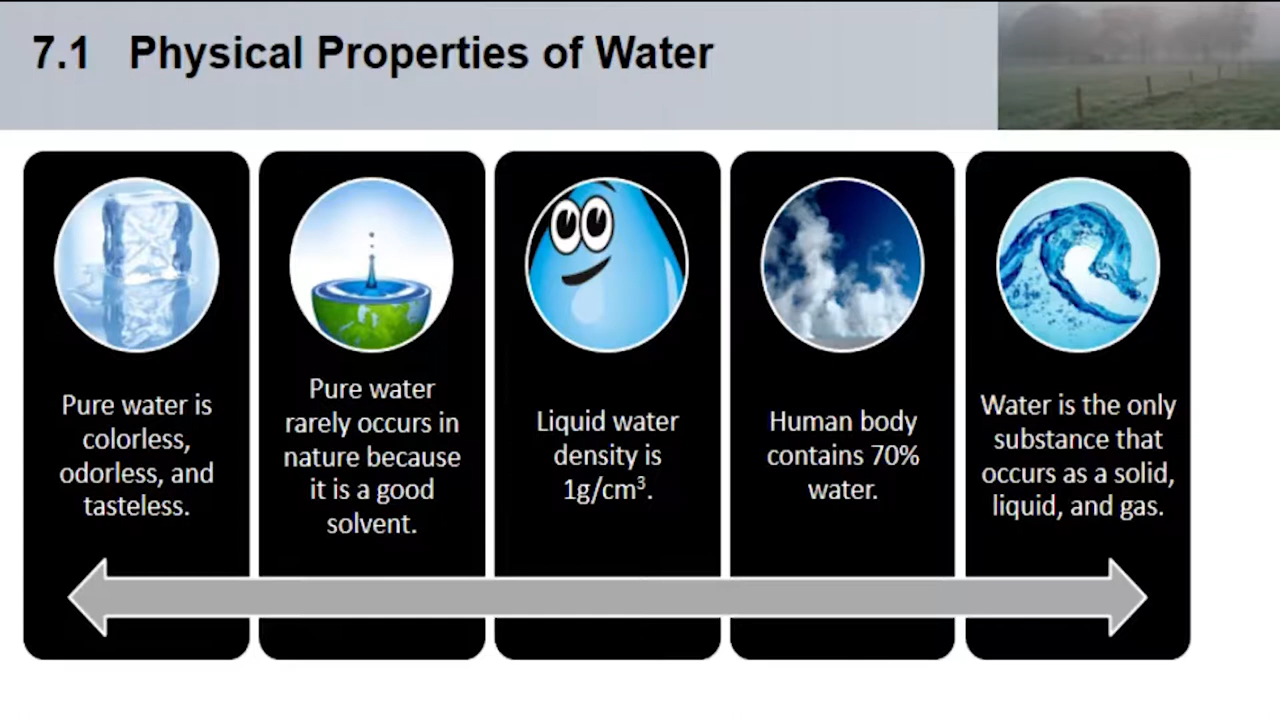 7.1 Physical Properties of Water
Pure water is
colorless,
odorless, and
tasteless.
Pure water
rarely occurs in
nature because
it is a good
solvent.
Liquid water
density is
1g/cm³.
Human body
contains 70%
water.
Water is the only
substance that
occurs as a solid,
liquid, and gas.